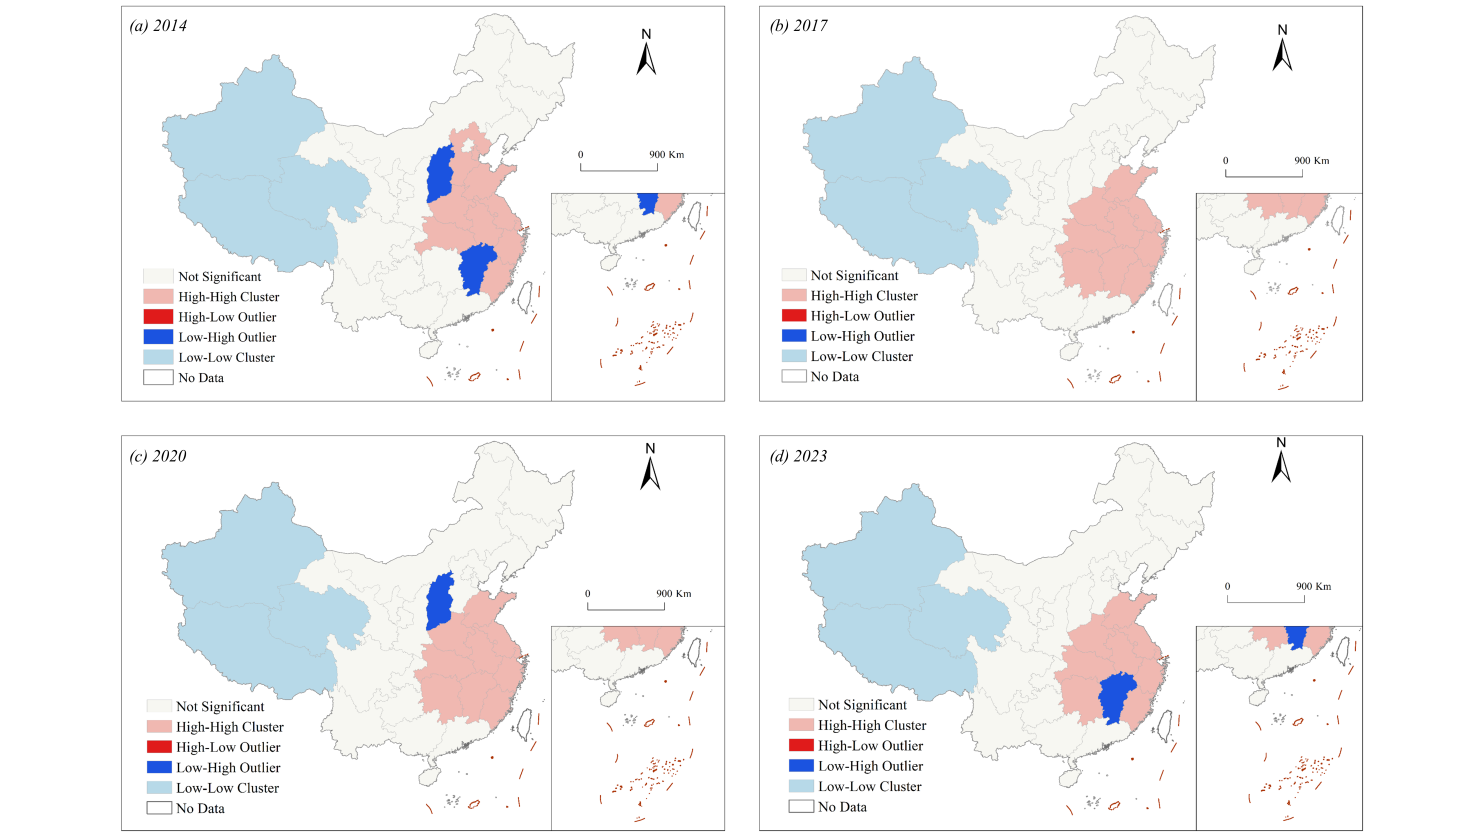 (a) 2014
N
0 900 Km
Not Significant
High-High Cluster
High-Low Outlier
Low-High Outlier
Low-Low Cluster
No Data
(b) 2017
N
0 900 Km
Not Significant
High-High Cluster
High-Low Outlier
Low-High Outlier
Low-Low Cluster
No Data
(c) 2020
N
0 900 Km
Not Significant
High-High Cluster
High-Low Outlier
Low-High Outlier
Low-Low Cluster
No Data
(d) 2023
N
0 900 Km
Not Significant
High-High Cluster
High-Low Outlier
Low-High Outlier
Low-Low Cluster
No Data